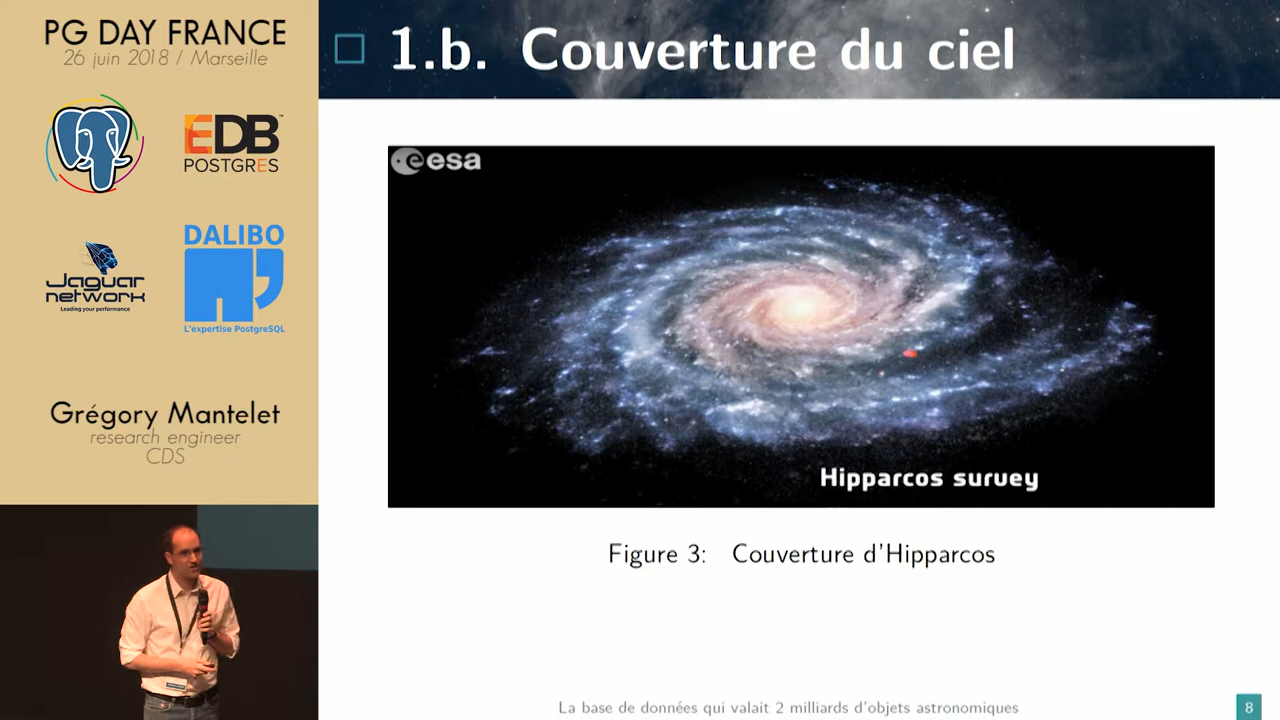 PG DAY FRANCE
26 juin 2018 / Marseille
EDB™
POSTGRES
Jaguar
network
Leading your performance
DALIBO
L'expertise PostgreSQL
Grégory Mantelet
research engineer
CDS
1.b. Couverture du ciel
esa
Hipparcos survey
Figure 3: Couverture d'Hipparcos
La base de données qui valait 2 milliards d'objets astronomiques
8